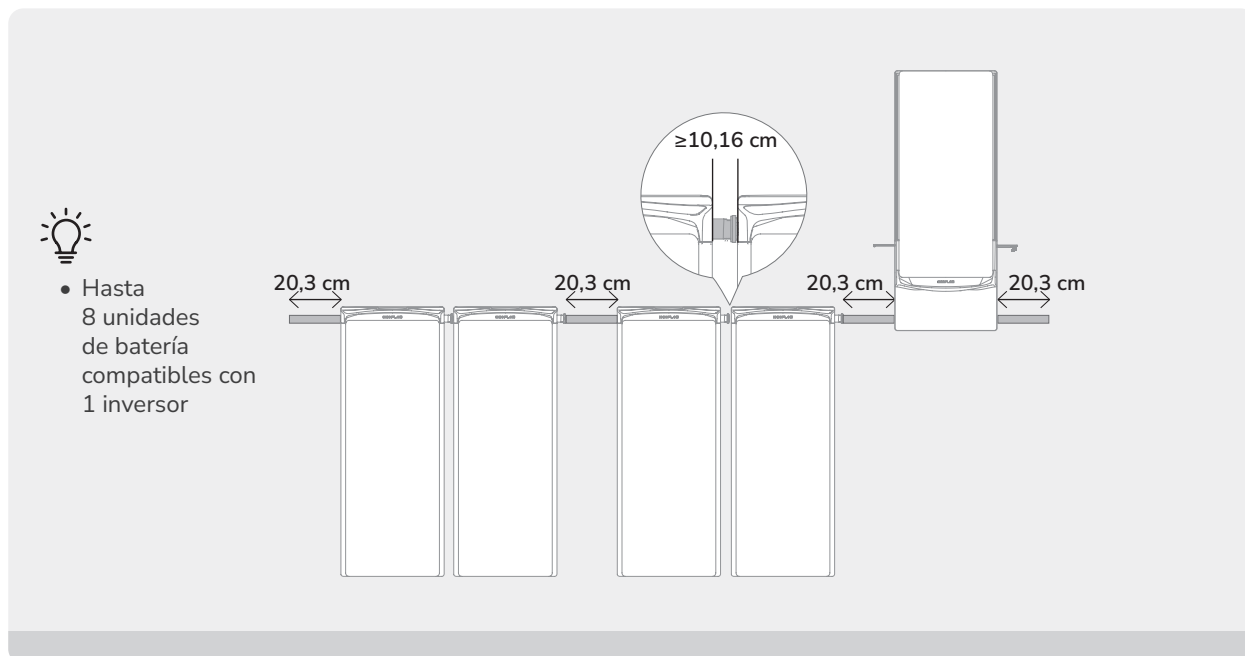 ≥10,16 cm
20,3 cm
20,3 cm
20,3 cm
20,3 cm
• Hasta
8 unidades
de batería
compatibles con
1 inversor